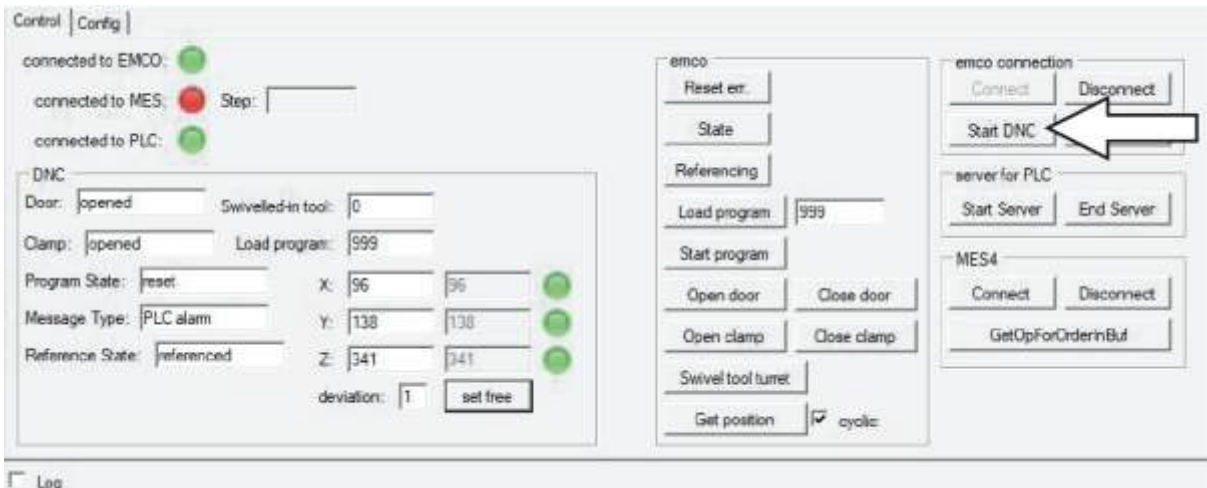 Control Config
connected to EMCO:
connected to MES: Step:
connected to PLC:
DNC
Door: opened Swivelled-in tool: 0
Clamp: opened Load program: 999
Program State: reset X: 96 96
Message Type: PLC alarm Y: 138 138
Reference State: referenced Z: 341 341
deviation: 1 set free
emco
Reset err.
State
Referencing
Load program 999
Start program
Open door Close door
Open clamp Close clamp
Swivel tool turret
Get position cyclic
emco connection
Connect Disconnect
Start DNC
server for PLC
Start Server End Server
MES4
Connect Disconnect
GetOpForOrderInBuf
Log